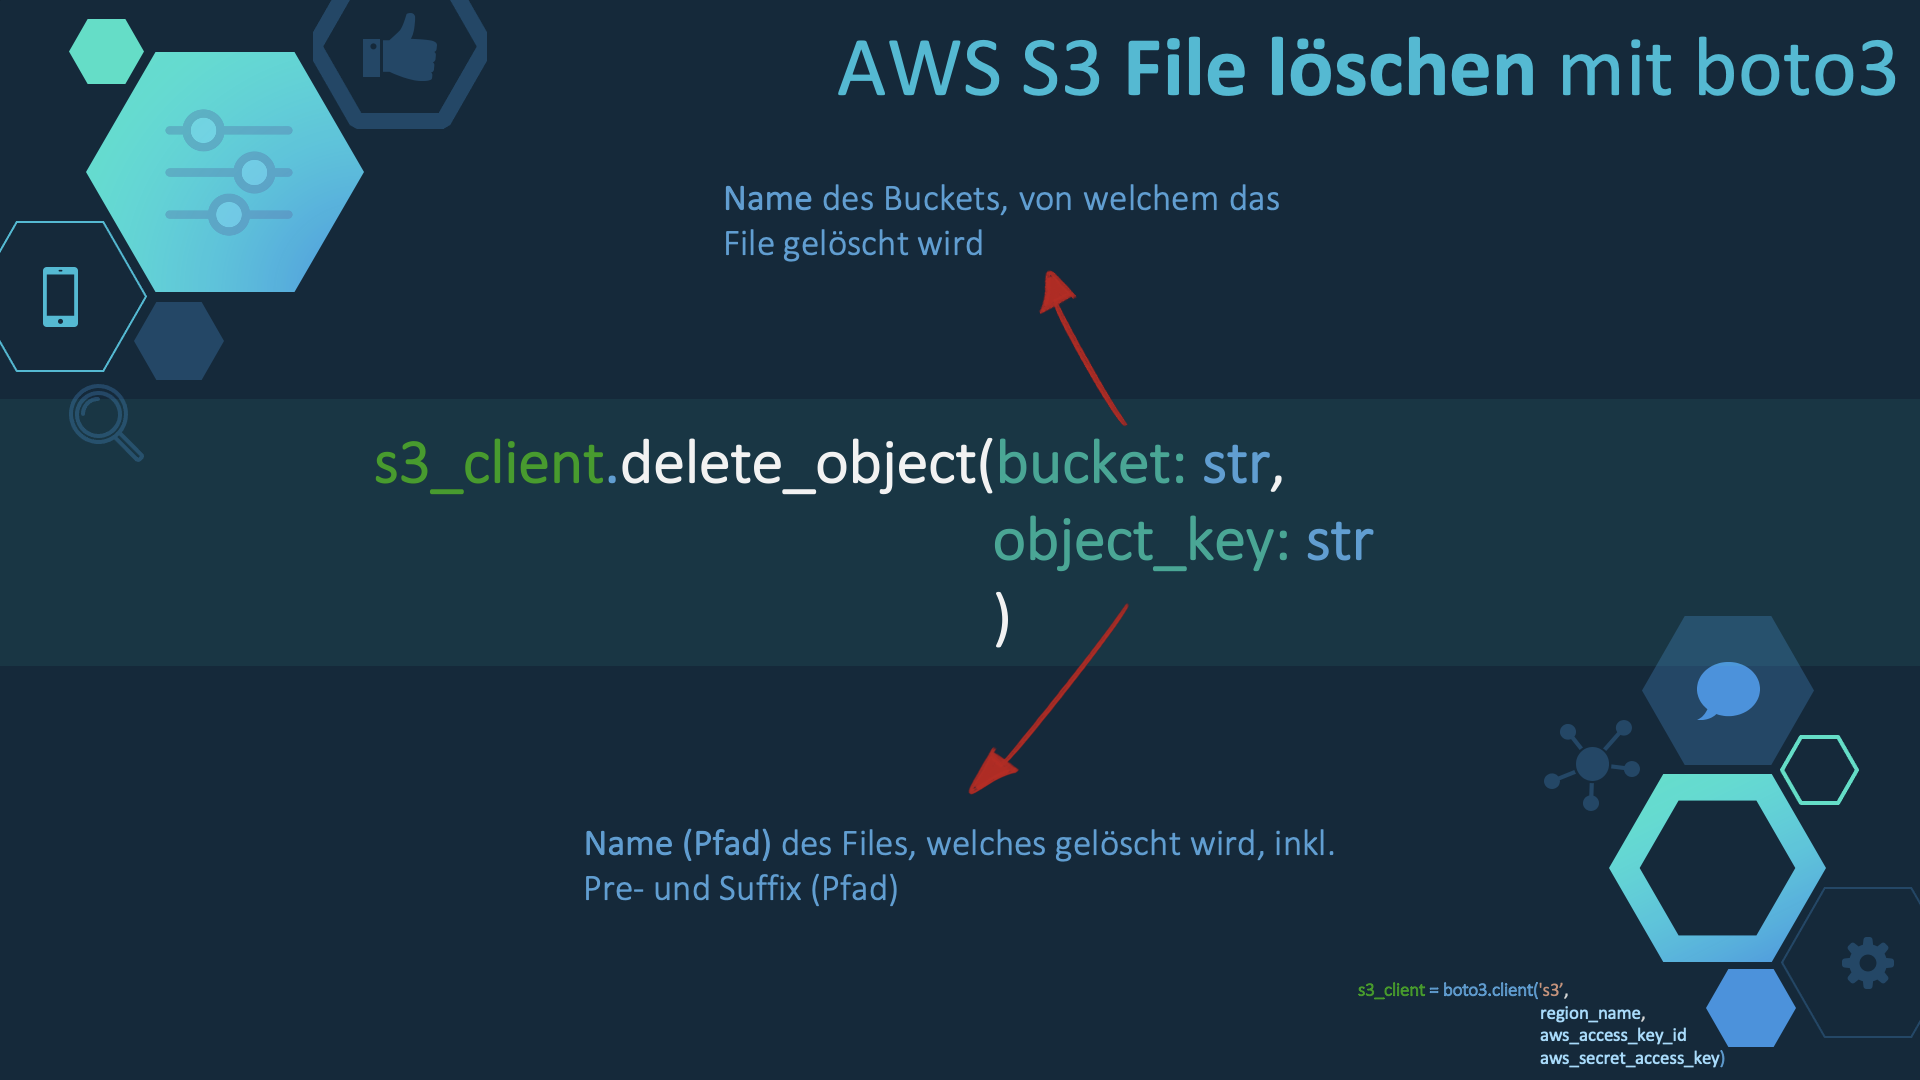 AWS S3 File löschen mit boto3
Name des Buckets, von welchem das
File gelöscht wird
s3_client.delete_object(bucket: str,
object_key: str
)
Name (Pfad) des Files, welches gelöscht wird, inkl.
Pre- und Suffix (Pfad)
s3_client = boto3.client('s3’,
region_name,
aws_access_key_id
aws_secret_access_key)